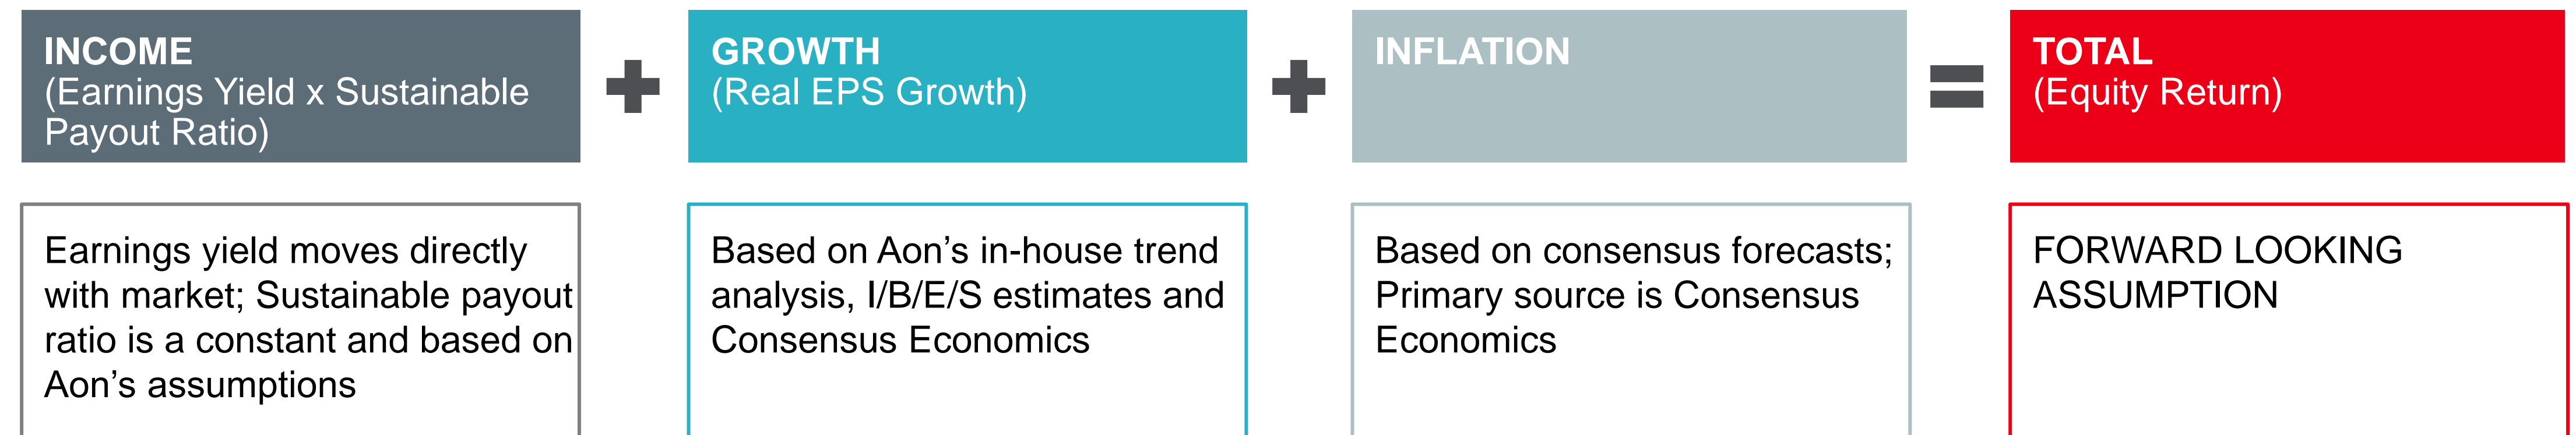 INCOME
(Earnings Yield x Sustainable
Payout Ratio)
GROWTH
(Real EPS Growth)
INFLATION
TOTAL
(Equity Return)
Earnings yield moves directly
with market; Sustainable payout
ratio is a constant and based on
Aon’s assumptions
Based on Aon’s in-house trend
analysis, I/B/E/S estimates and
Consensus Economics
Based on consensus forecasts;
Primary source is Consensus
Economics
FORWARD LOOKING
ASSUMPTION